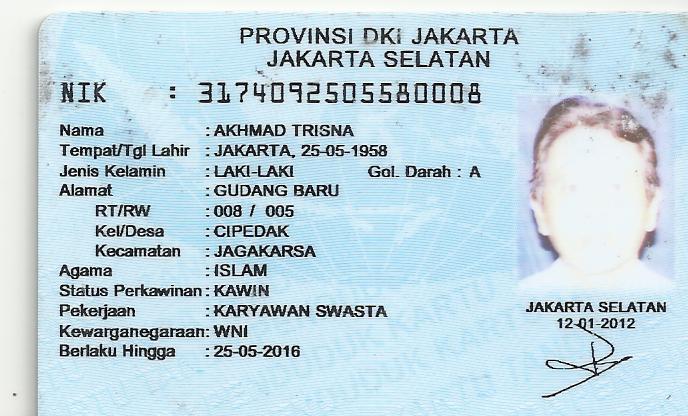 PROVINSI DKI JAKARTA
JAKARTA SELATAN
NIK : 3174092505580008
Nama : AKHMAD TRISNA
Tempat/Tgl Lahir : JAKARTA, 25-05-1958
Jenis Kelamin : LAKI-LAKI Gol. Darah : A
Alamat : GUDANG BARU
RT/RW : 008 / 005
Kel/Desa : CIPEDAK
Kecamatan : JAGAKARSA
Agama : ISLAM
Status Perkawinan : KAWIN
Pekerjaan : KARYAWAN SWASTA
Kewarganegaraan : WNI
Berlaku Hingga : 25-05-2016
JAKARTA SELATAN
12-01-2012